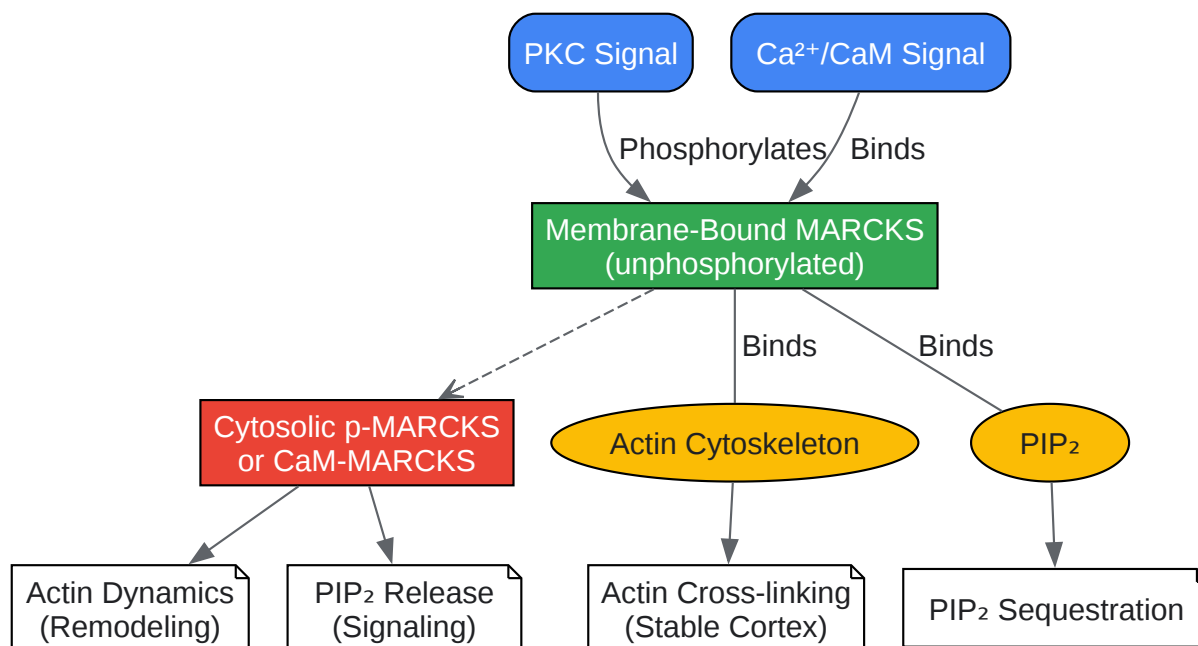 PKC Signal
Ca²⁺/CaM Signal
Phosphorylates
Binds
Membrane-Bound MARCKS
(unphosphorylated)
Binds
Binds
Cytosolic p-MARCKS
or CaM-MARCKS
Actin Cytoskeleton
PIP₂
Actin Dynamics
(Remodeling)
PIP₂ Release
(Signaling)
Actin Cross-linking
(Stable Cortex)
PIP₂ Sequestration